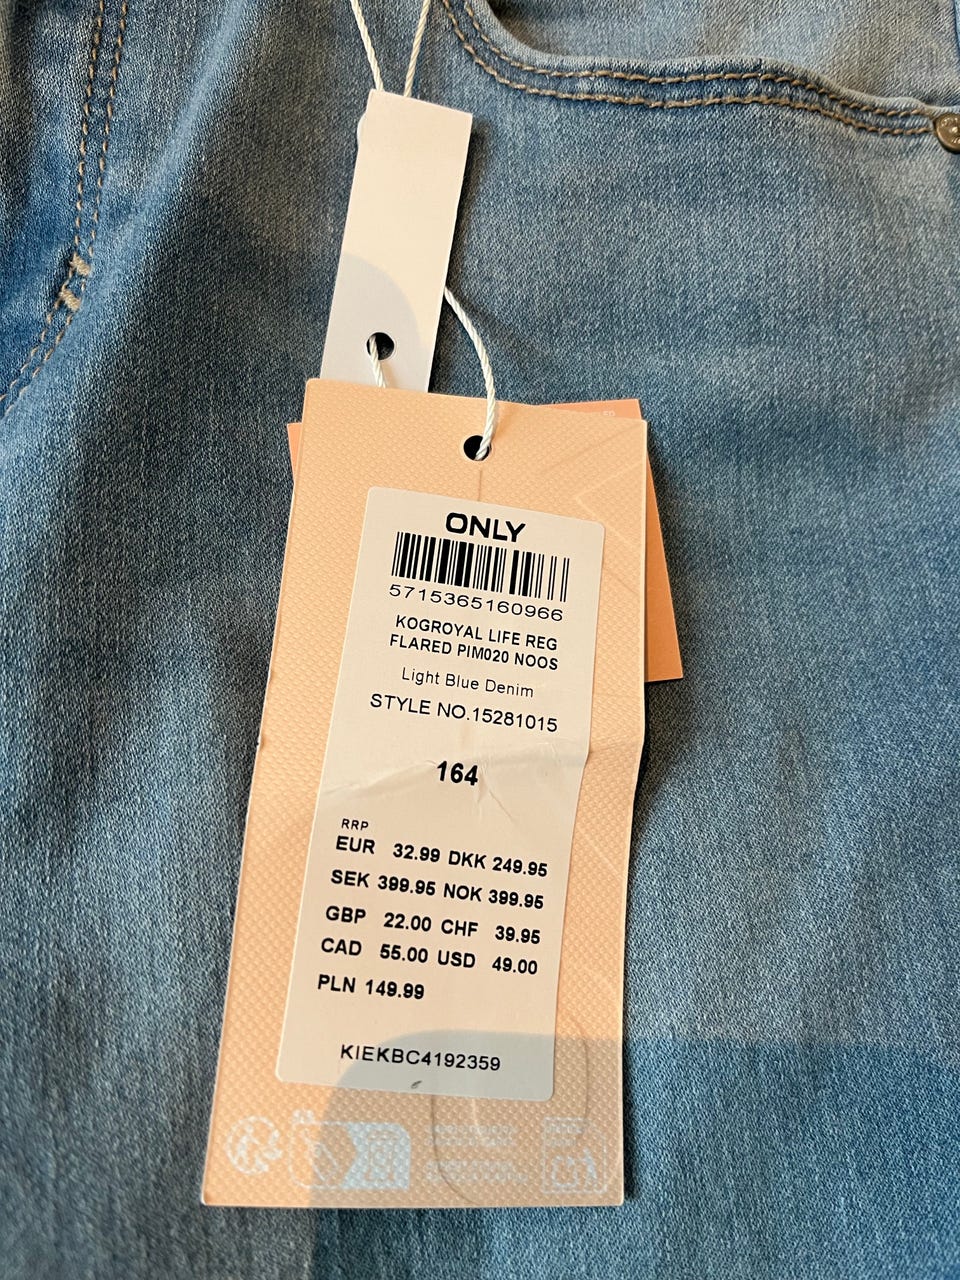 ONLY
5715365160966
KOGROYAL LIFE REG
FLARED PIM020 NOOS
Light Blue Denim
STYLE NO.15281015
164
RRP
EUR 32.99 DKK 249.95
SEK 399.95 NOK 399.95
GBP 22.00 CHF 39.95
CAD 55.00 USD 49.00
PLN 149.99
KIEKBC4192359